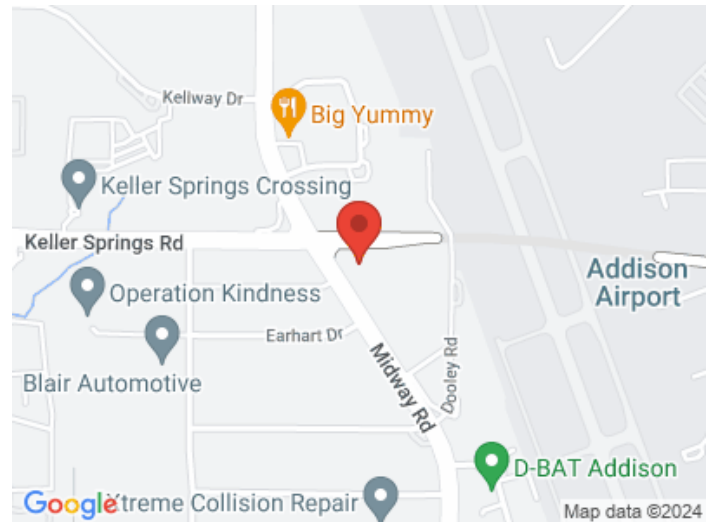 Kellway Dr
Big Yummy
Keller Springs Crossing
Keller Springs Rd
Addison
Airport
Operation Kindness
Earhart Dr
Midway Rd
Dooley Rd
Blair Automotive
D-BAT Addison
Google
Xtreme Collision Repair
Map data ©2024